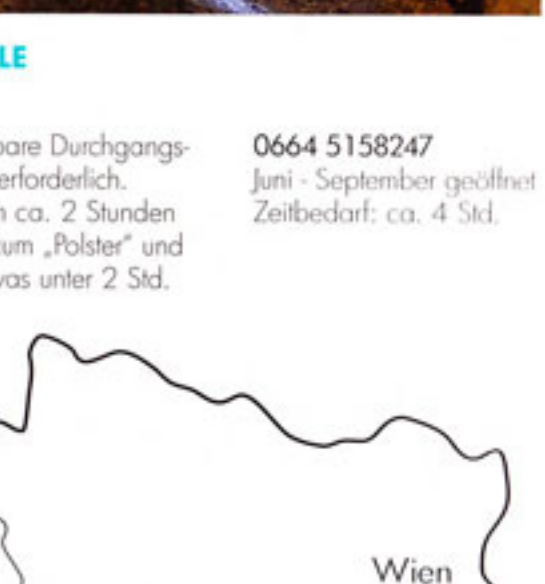 LE
bare Durchgangs-
erforderlich.
n ca. 2 Stunden
zum „Polster" und
was unter 2 Std.
0664 5158247
Juni - September geöffnet
Zeitbedarf: ca. 4 Std.
Wien